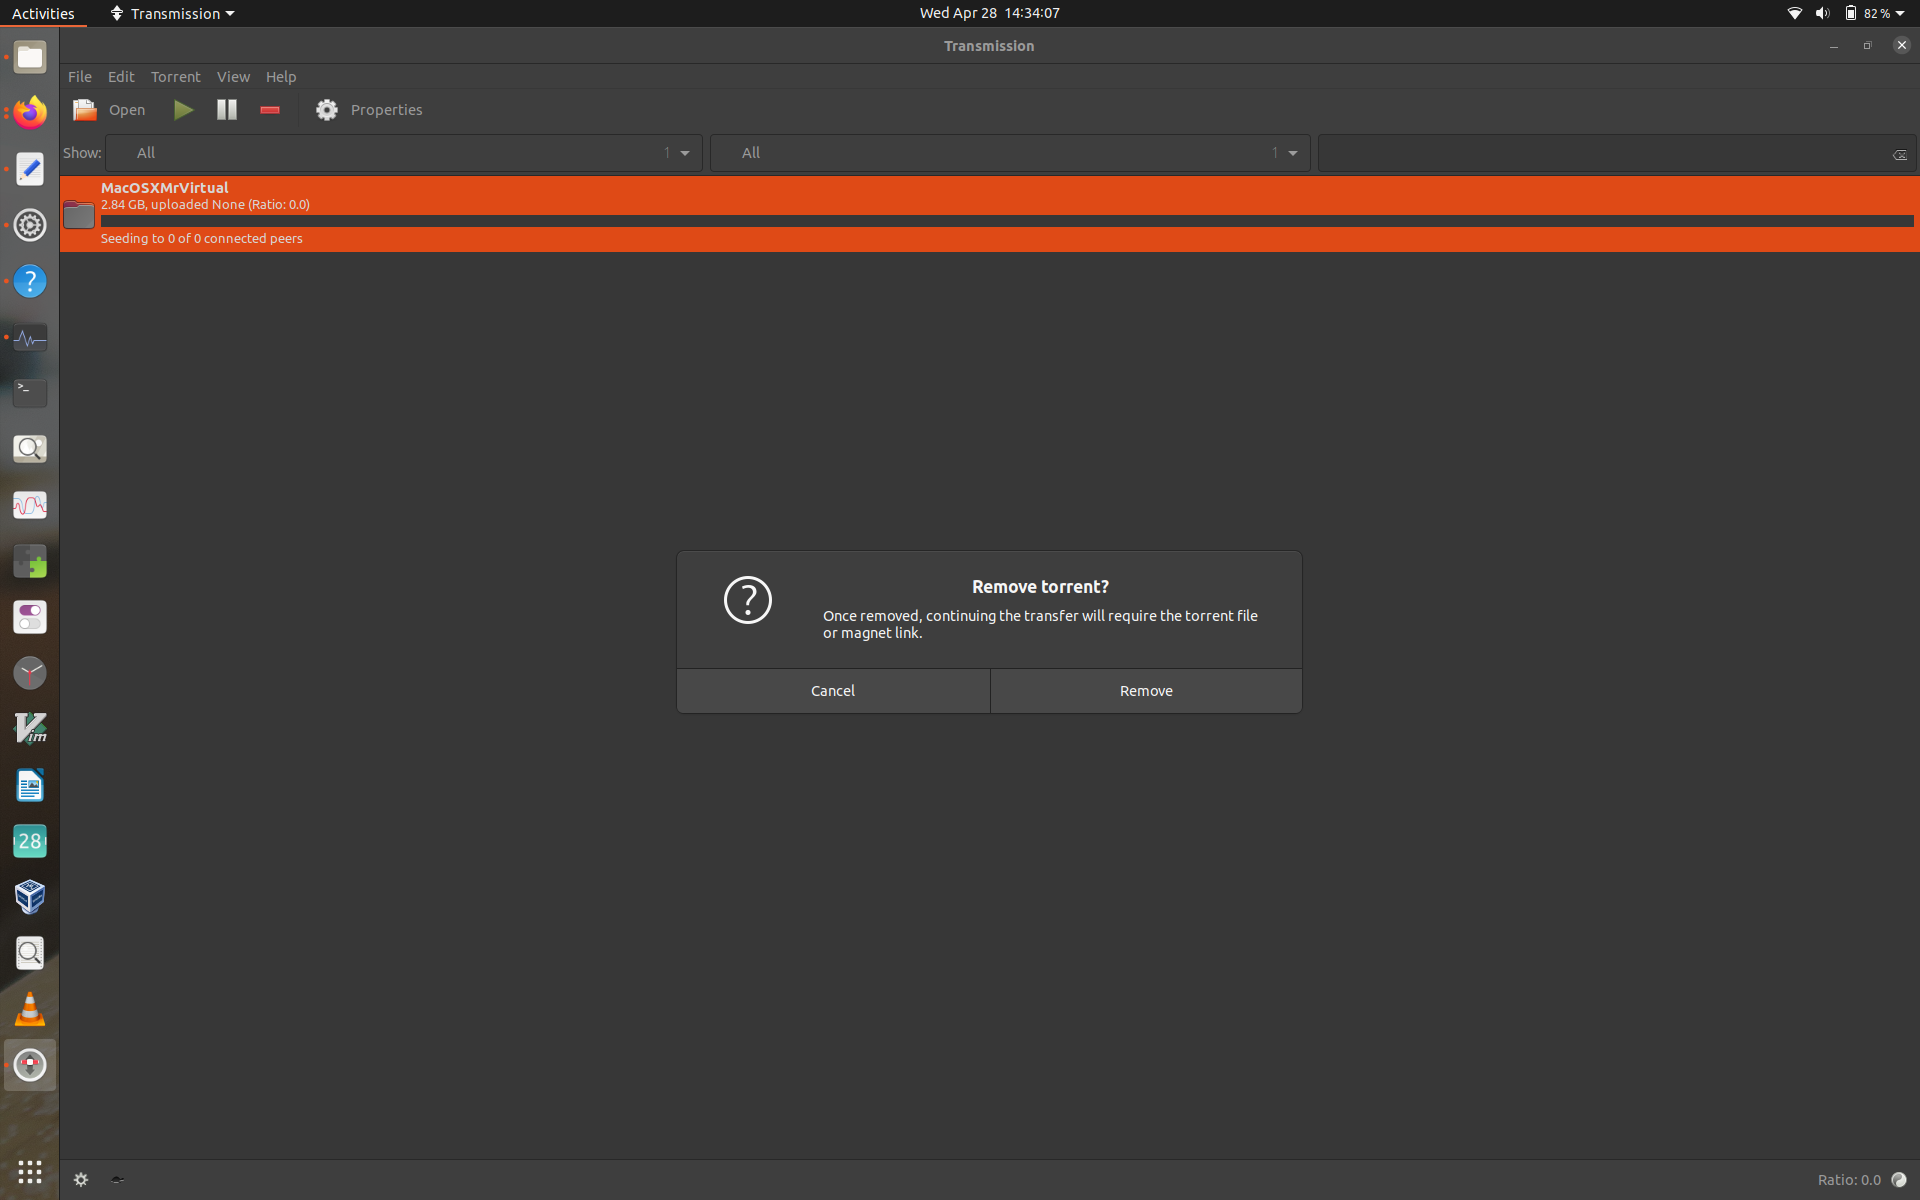 Activities
Transmission
Wed Apr 28 14:34:07
82 %
Transmission
File Edit Torrent View Help
Open
Properties
Show:
All 1
All 1
MacOSXMrVirtual
2.84 GB, uploaded None (Ratio: 0.0)
Seeding to 0 of 0 connected peers
?
>_
Remove torrent?
?
Once removed, continuing the transfer will require the torrent file
or magnet link.
Cancel
Remove
Vim
28
Ratio: 0.0